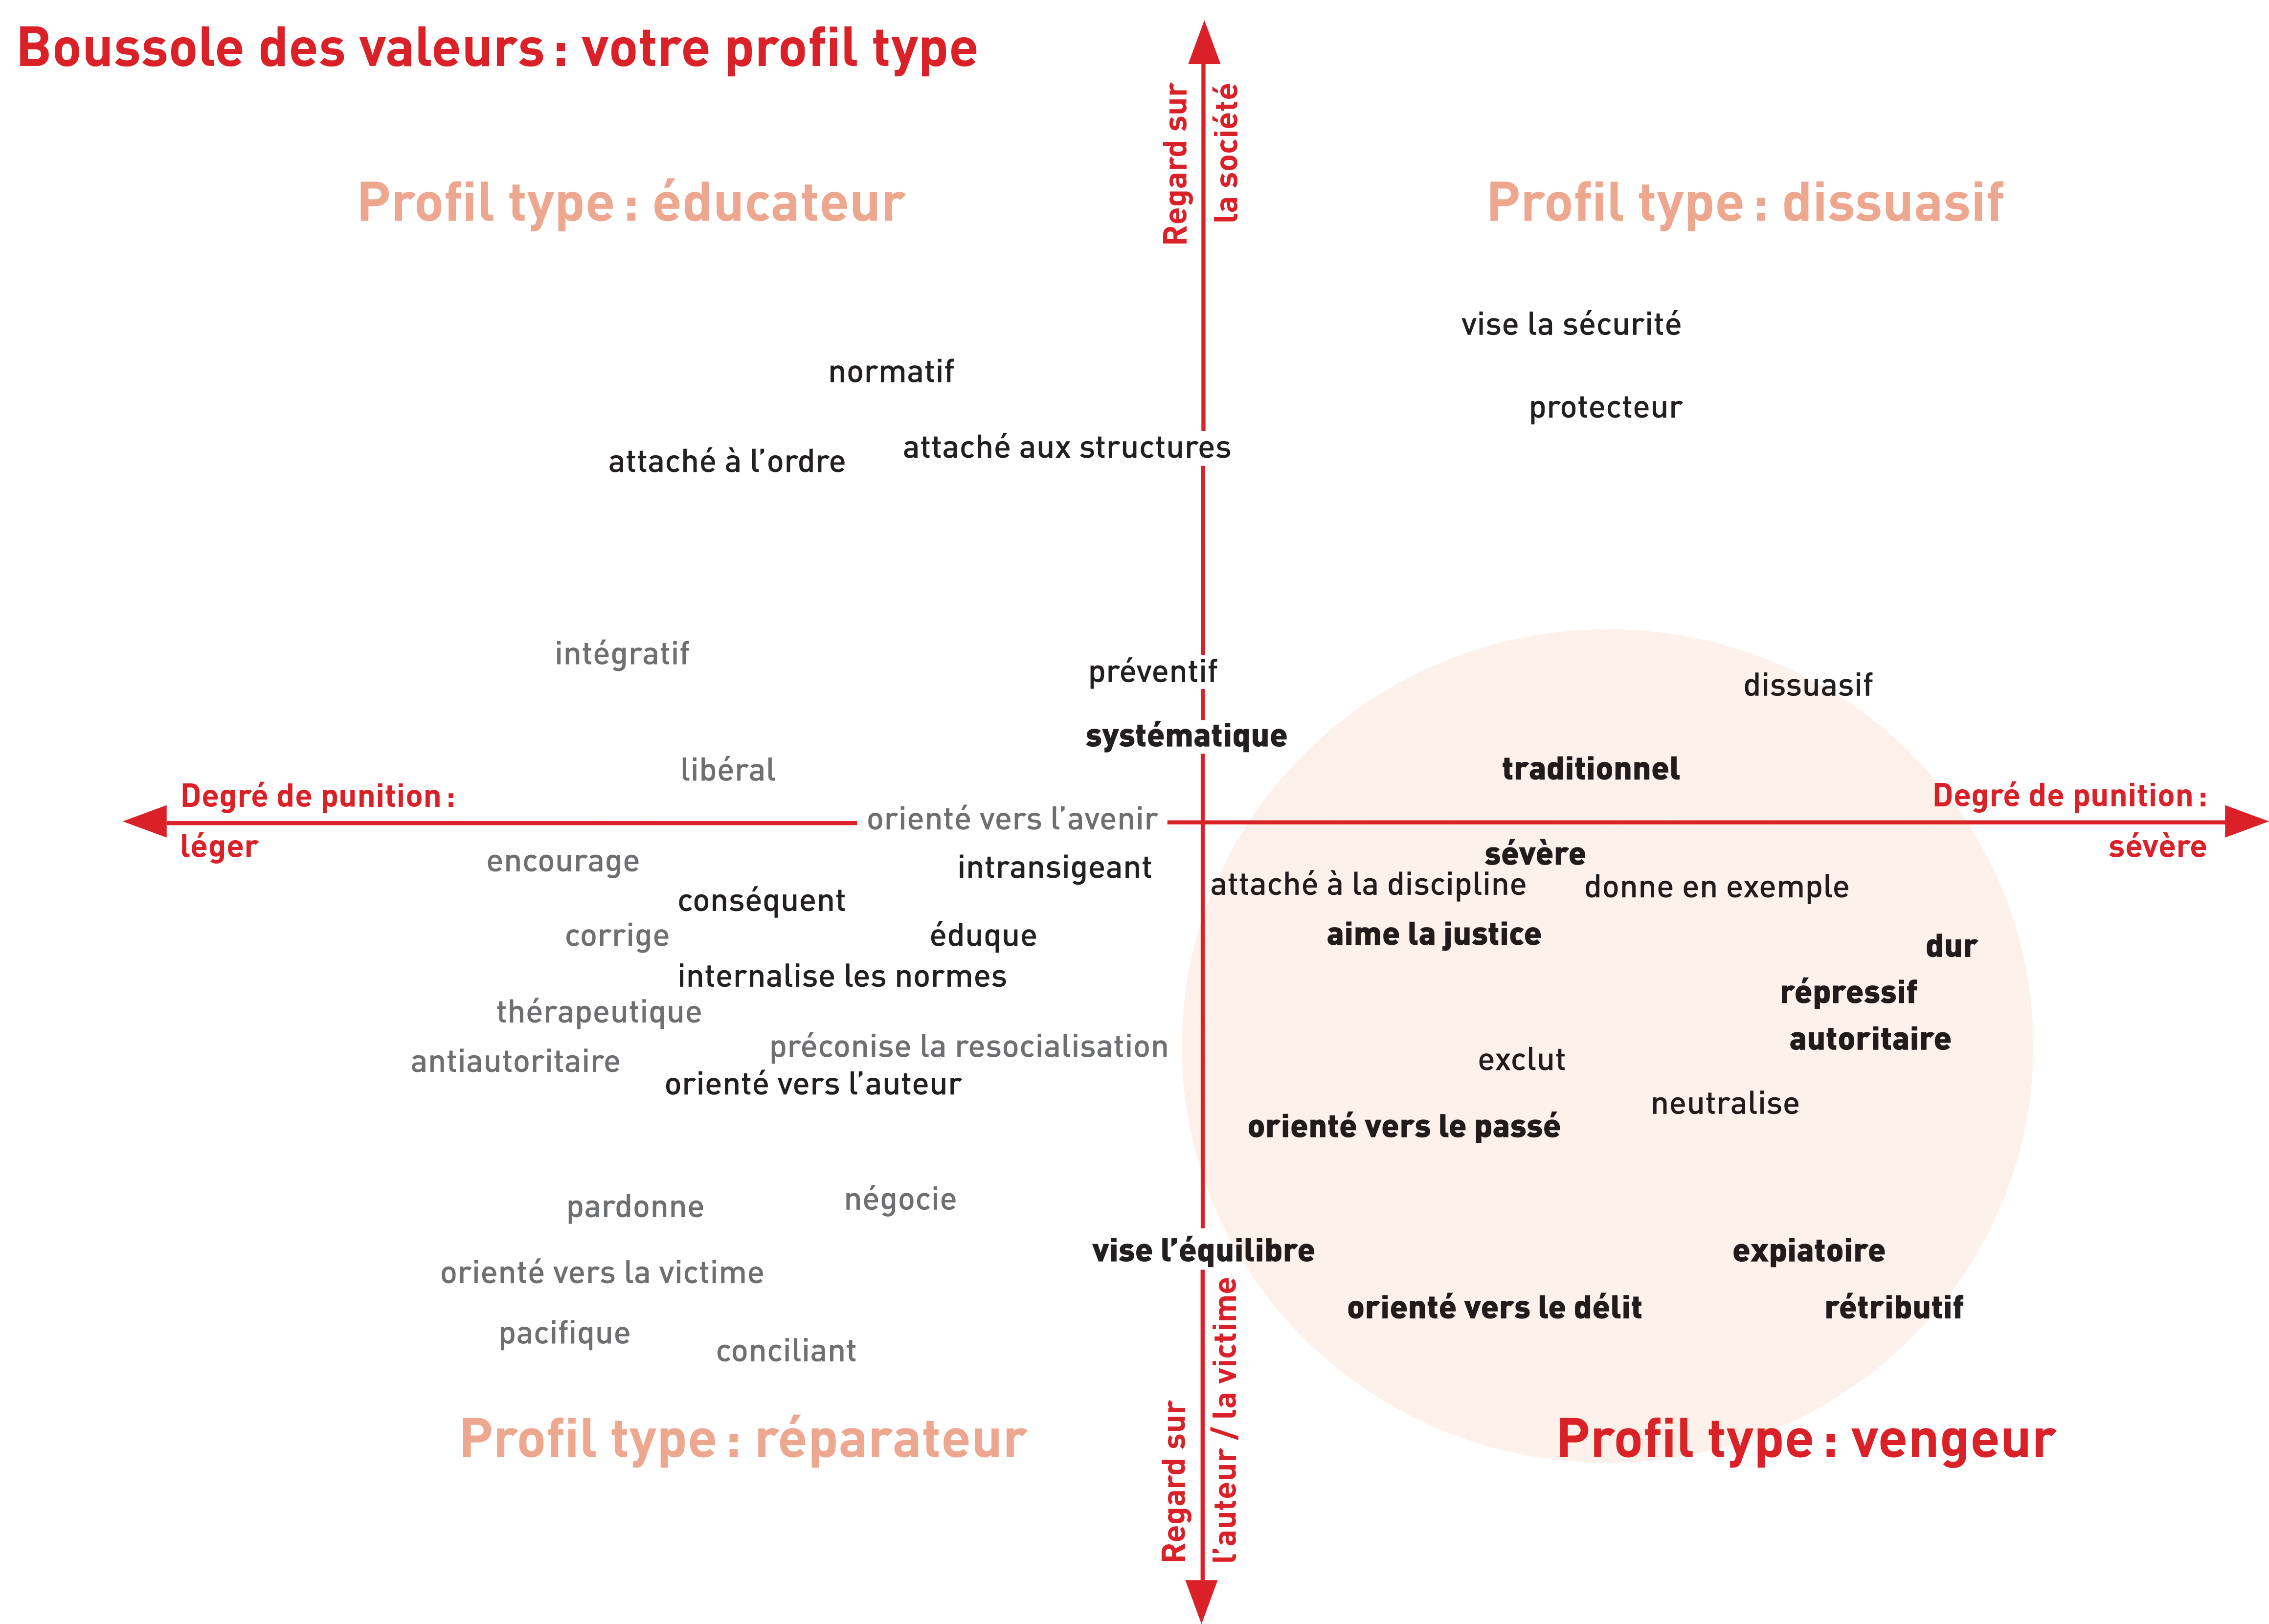 Boussole des valeurs : votre profil type
Regard sur
la société
Profil type : éducateur
Profil type : dissuasif
vise la sécurité
normatif
protecteur
attaché aux structures
attaché à l’ordre
intégratif
préventif
dissuasif
systématique
libéral
traditionnel
Degré de punition :
léger
Degré de punition :
sévère
orienté vers l’avenir
encourage
intransigeant
sévère
attaché à la discipline
donne en exemple
conséquent
corrige
éduque
aime la justice
dur
internalise les normes
répressif
thérapeutique
autoritaire
préconise la resocialisation
antiautoritaire
exclut
orienté vers l’auteur
neutralise
orienté vers le passé
négocie
pardonne
vise l’équilibre
expiatoire
orienté vers la victime
orienté vers le délit
rétributif
pacifique
conciliant
Regard sur
l’auteur / la victime
Profil type : réparateur
Profil type : vengeur